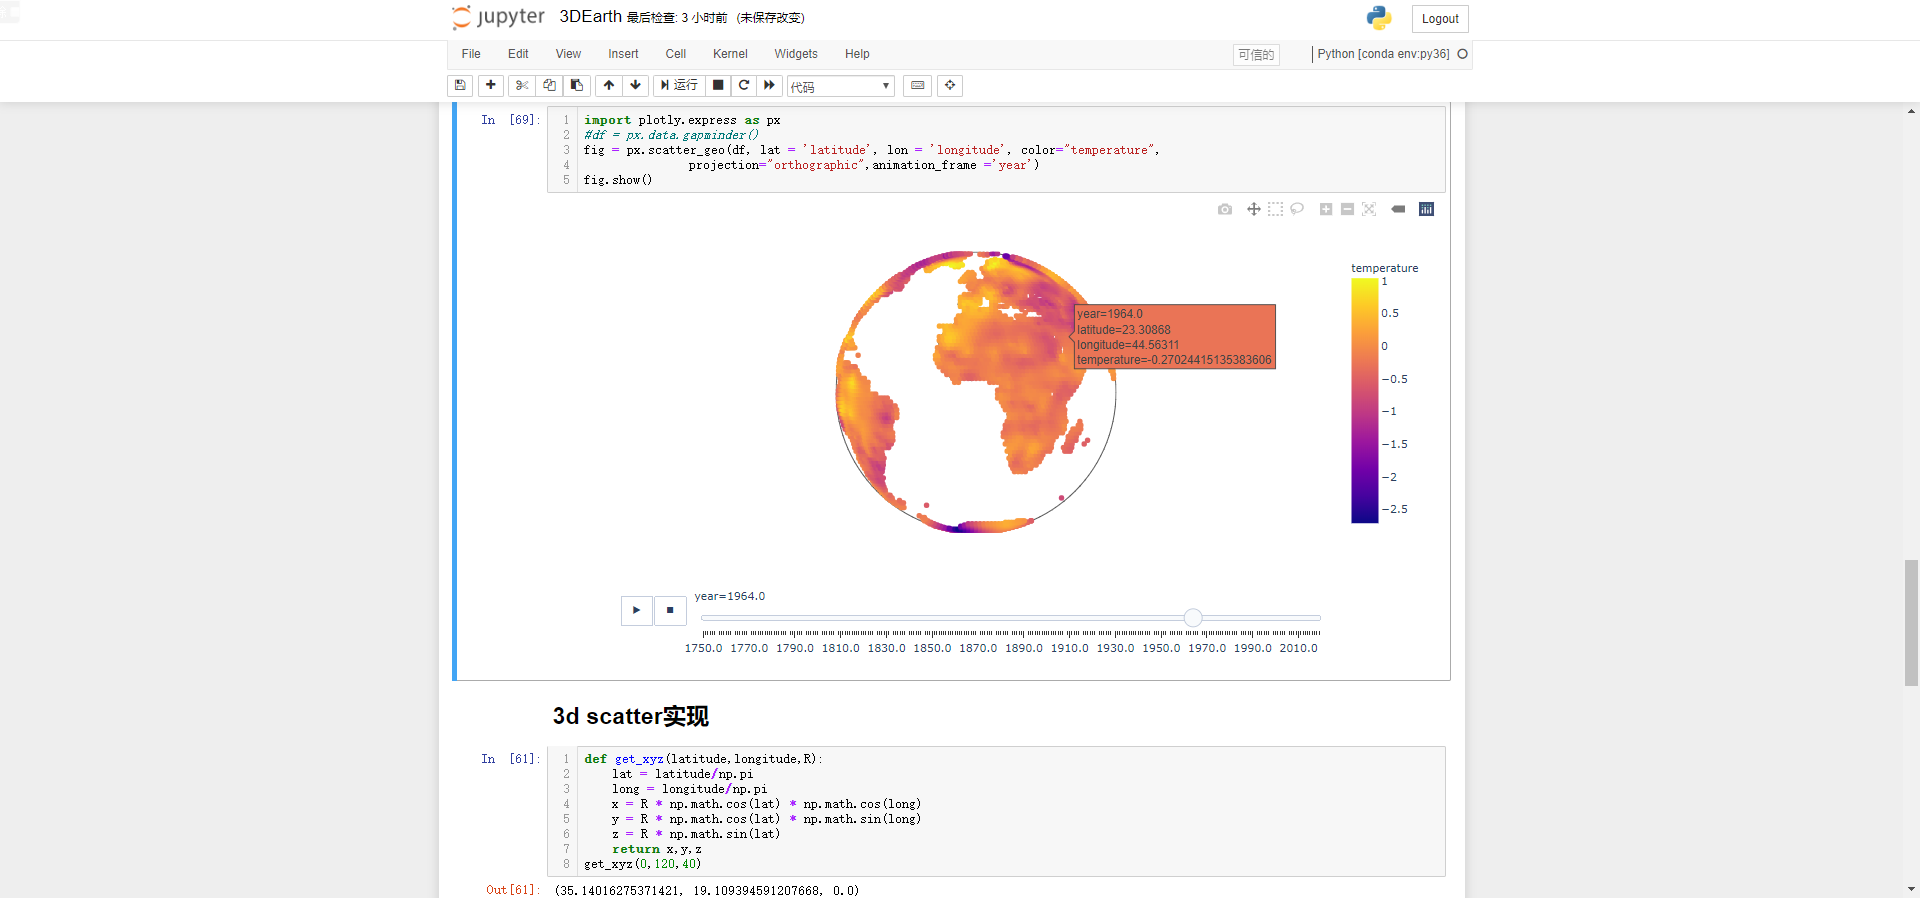 jupyter 3DEarth 最后检查: 3 小时前 (未保存改变) Logout
File Edit View Insert Cell Kernel Widgets Help 可信的 Python [conda env:py36]
运行 代码
In [69]:
1 import plotly.express as px
2 #df = px.data.gapminder()
3 fig = px.scatter_geo(df, lat = 'latitude', lon = 'longitude', color="temperature",
4 projection="orthographic",animation_frame ='year')
5 fig.show()
temperature
1
0.5
0
−0.5
−1
−1.5
−2
−2.5
year=1964.0
latitude=23.30868
longitude=44.56311
temperature=-0.27024415135383606
year=1964.0
1750.0 1770.0 1790.0 1810.0 1830.0 1850.0 1870.0 1890.0 1910.0 1930.0 1950.0 1970.0 1990.0 2010.0
3d scatter实现
In [61]:
1 def get_xyz(latitude,longitude,R):
2 lat = latitude/np.pi
3 long = longitude/np.pi
4 x = R * np.math.cos(lat) * np.math.cos(long)
5 y = R * np.math.cos(lat) * np.math.sin(long)
6 z = R * np.math.sin(lat)
7 return x,y,z
8 get_xyz(0,120,40)
Out[61]: (35.14016275371421, 19.109394591207668, 0.0)